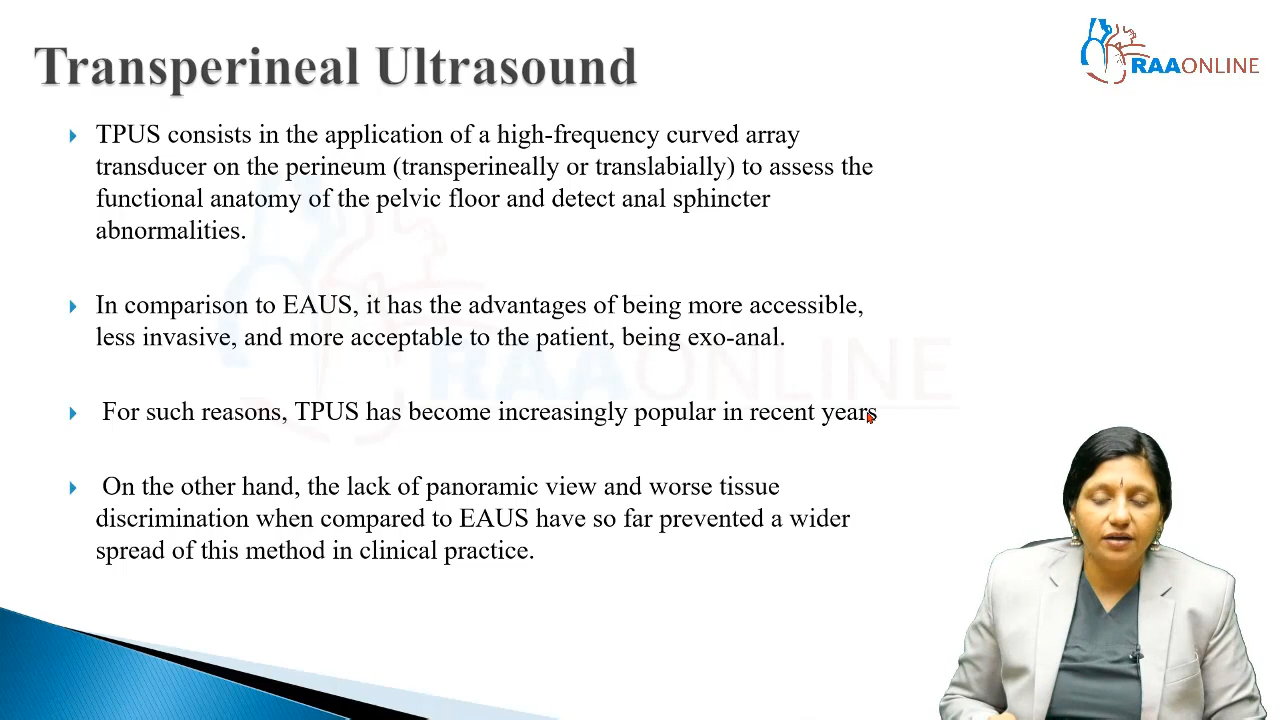 Transperineal Ultrasound
RAAONLINE
TPUS consists in the application of a high-frequency curved array
transducer on the perineum (transperineally or translabially) to assess the
functional anatomy of the pelvic floor and detect anal sphincter
abnormalities.
In comparison to EAUS, it has the advantages of being more accessible,
less invasive, and more acceptable to the patient, being exo-anal.
For such reasons, TPUS has become increasingly popular in recent years
On the other hand, the lack of panoramic view and worse tissue
discrimination when compared to EAUS have so far prevented a wider
spread of this method in clinical practice.
RAAONLINE